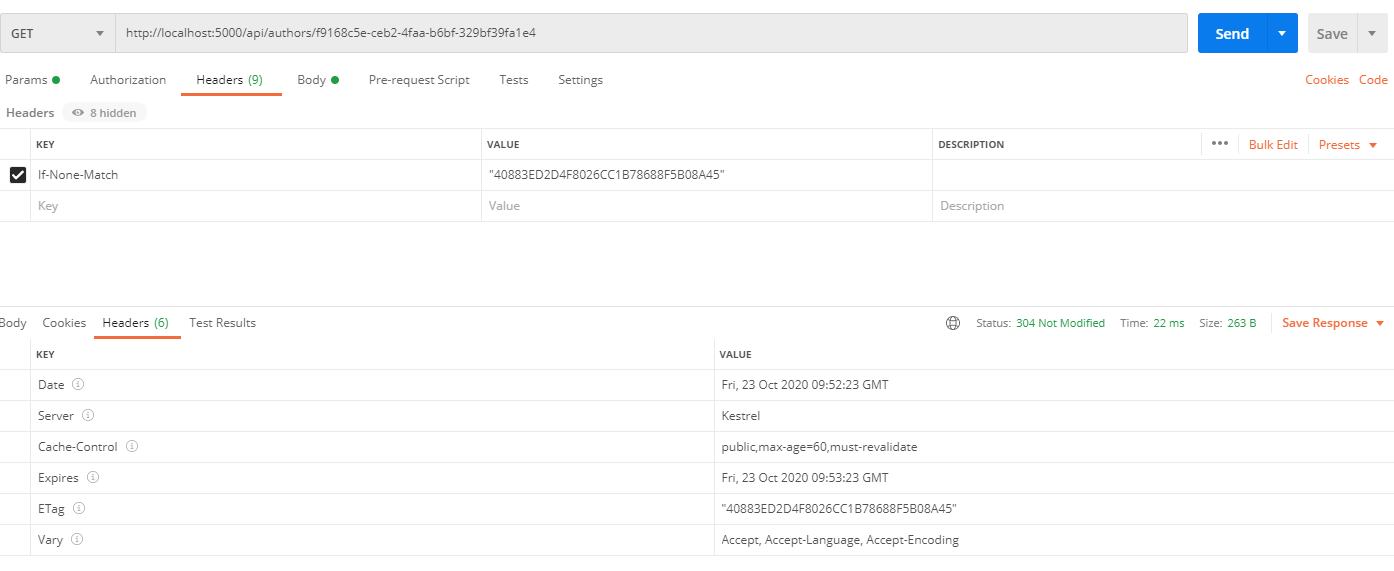 GET http://localhost:5000/api/authors/f9168c5e-ceb2-4faa-b6bf-329bf39fa1e4 Send Save
Params Authorization Headers (9) Body Pre-request Script Tests Settings Cookies Code
Headers 8 hidden
KEY VALUE DESCRIPTION ••• Bulk Edit Presets
If-None-Match "40883ED2D4F8026CC1B78688F5B08A45"
Key Value Description
Body Cookies Headers (6) Test Results Status: 304 Not Modified Time: 22 ms Size: 263 B Save Response
KEY VALUE
Date Fri, 23 Oct 2020 09:52:23 GMT
Server Kestrel
Cache-Control public,max-age=60,must-revalidate
Expires Fri, 23 Oct 2020 09:53:23 GMT
ETag "40883ED2D4F8026CC1B78688F5B08A45"
Vary Accept, Accept-Language, Accept-Encoding